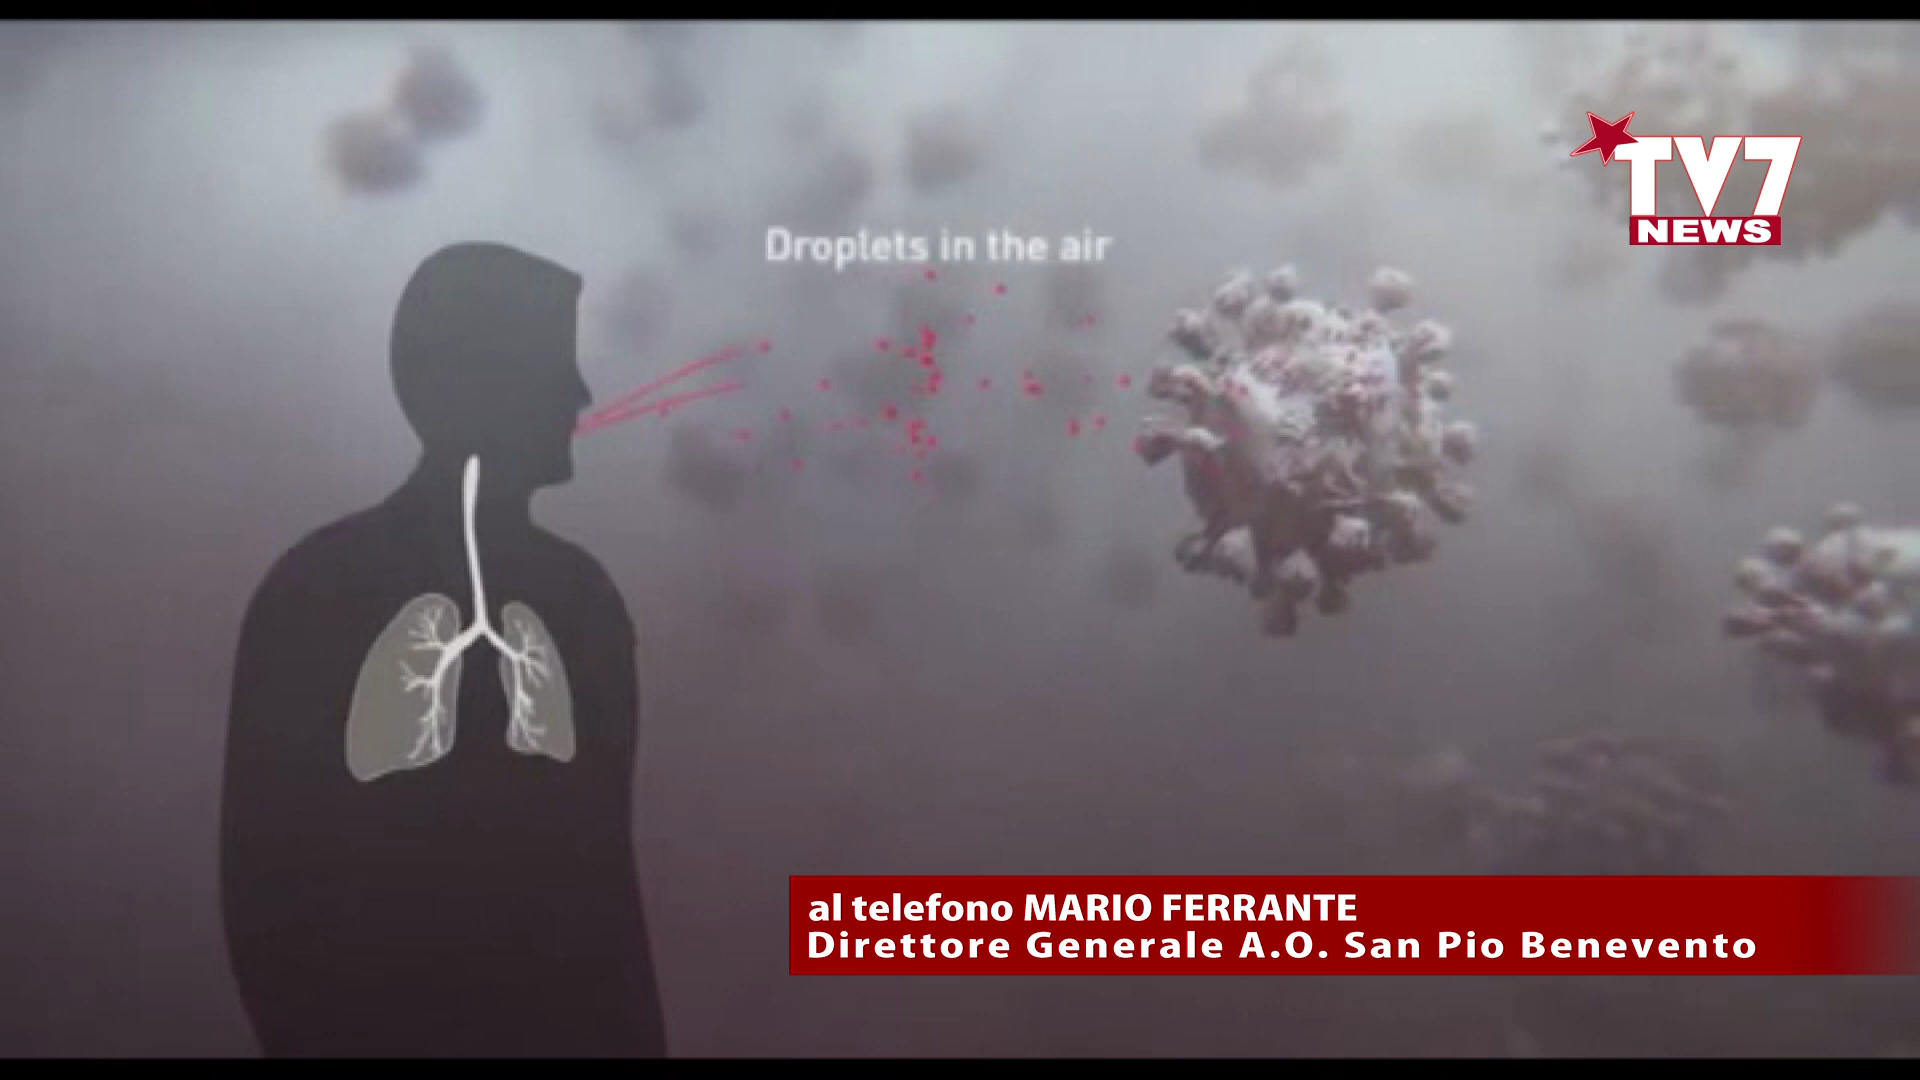 TV7
NEWS
Droplets in the air
al telefono MARIO FERRANTE
Direttore Generale A.O. San Pio Benevento